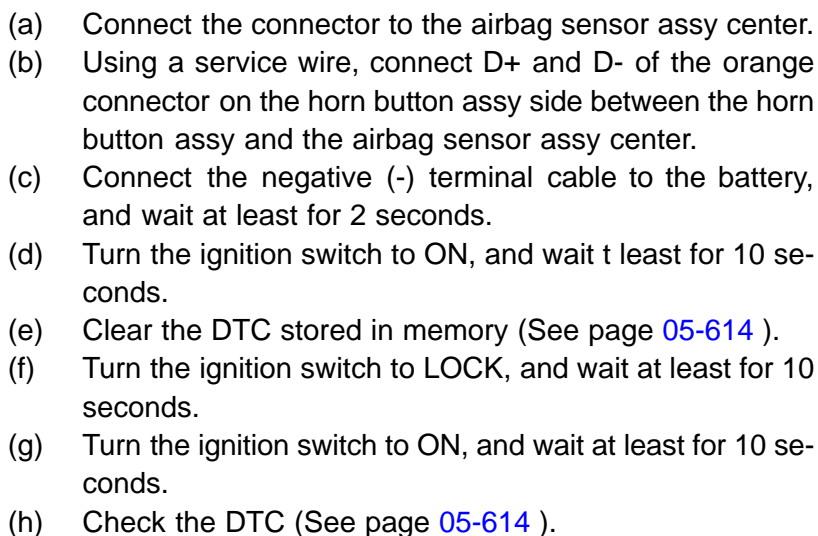 (a) Connect the connector to the airbag sensor assy center.
(b) Using a service wire, connect D+ and D- of the orange
connector on the horn button assy side between the horn
button assy and the airbag sensor assy center.
(c) Connect the negative (-) terminal cable to the battery,
and wait at least for 2 seconds.
(d) Turn the ignition switch to ON, and wait t least for 10 se-
conds.
(e) Clear the DTC stored in memory (See page 05-614 ).
(f) Turn the ignition switch to LOCK, and wait at least for 10
seconds.
(g) Turn the ignition switch to ON, and wait at least for 10 se-
conds.
(h) Check the DTC (See page 05-614 ).